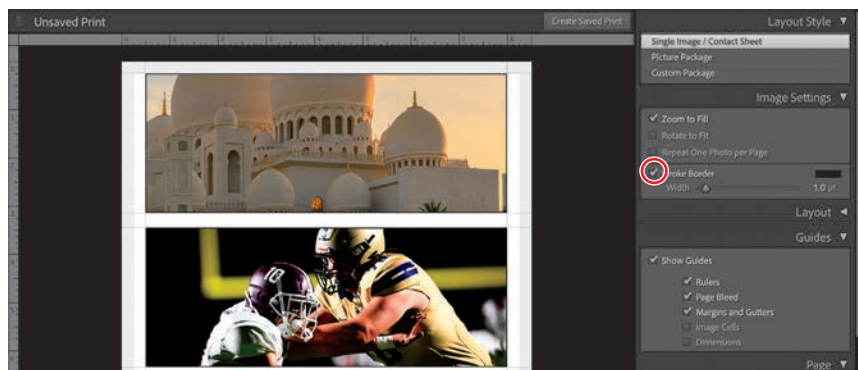 Unsaved Print
Create Saved Print
Layout Style
Single Image / Contact Sheet
Picture Package
Custom Package
Image Settings
Zoom to Fill
Rotate to Fit
Repeat One Photo per Page
Stroke Border
Width 1.0 pt
Layout
Guides
Show Guides
Rulers
Page Bleed
Margins and Gutters
Image Cells
Dimensions
Page
10